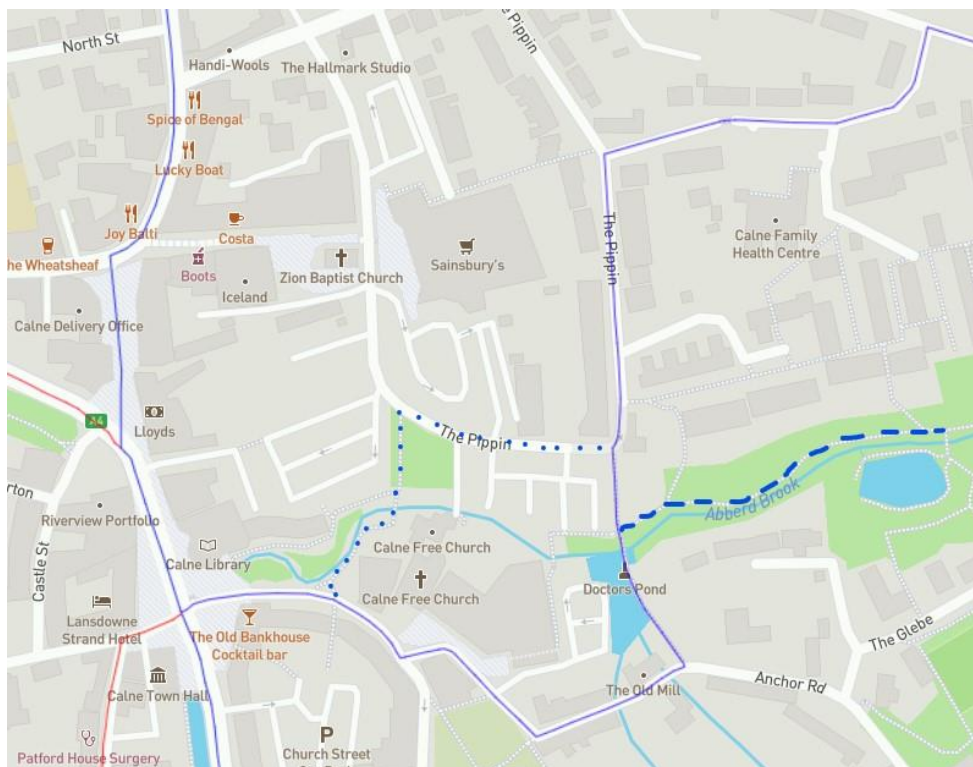 North St
Handi-Wools
The Hallmark Studio
The Pippin
Spice of Bengal
Lucky Boat
Joy Balti
Costa
he Wheatsheaf
Boots
Zion Baptist Church
Sainsbury's
The Pippin
Calne Family
Health Centre
Iceland
Calne Delivery Office
A4
Lloyds
The Pippin
erton
Riverview Portfolio
Abberd Brook
Calne Free Church
Calne Library
Castle St
Calne Free Church
Doctors Pond
Lansdowne
Strand Hotel
The Old Bankhouse
Cocktail bar
The Glebe
The Old Mill
Anchor Rd
Calne Town Hall
P
Patford House Surgery
Church Street